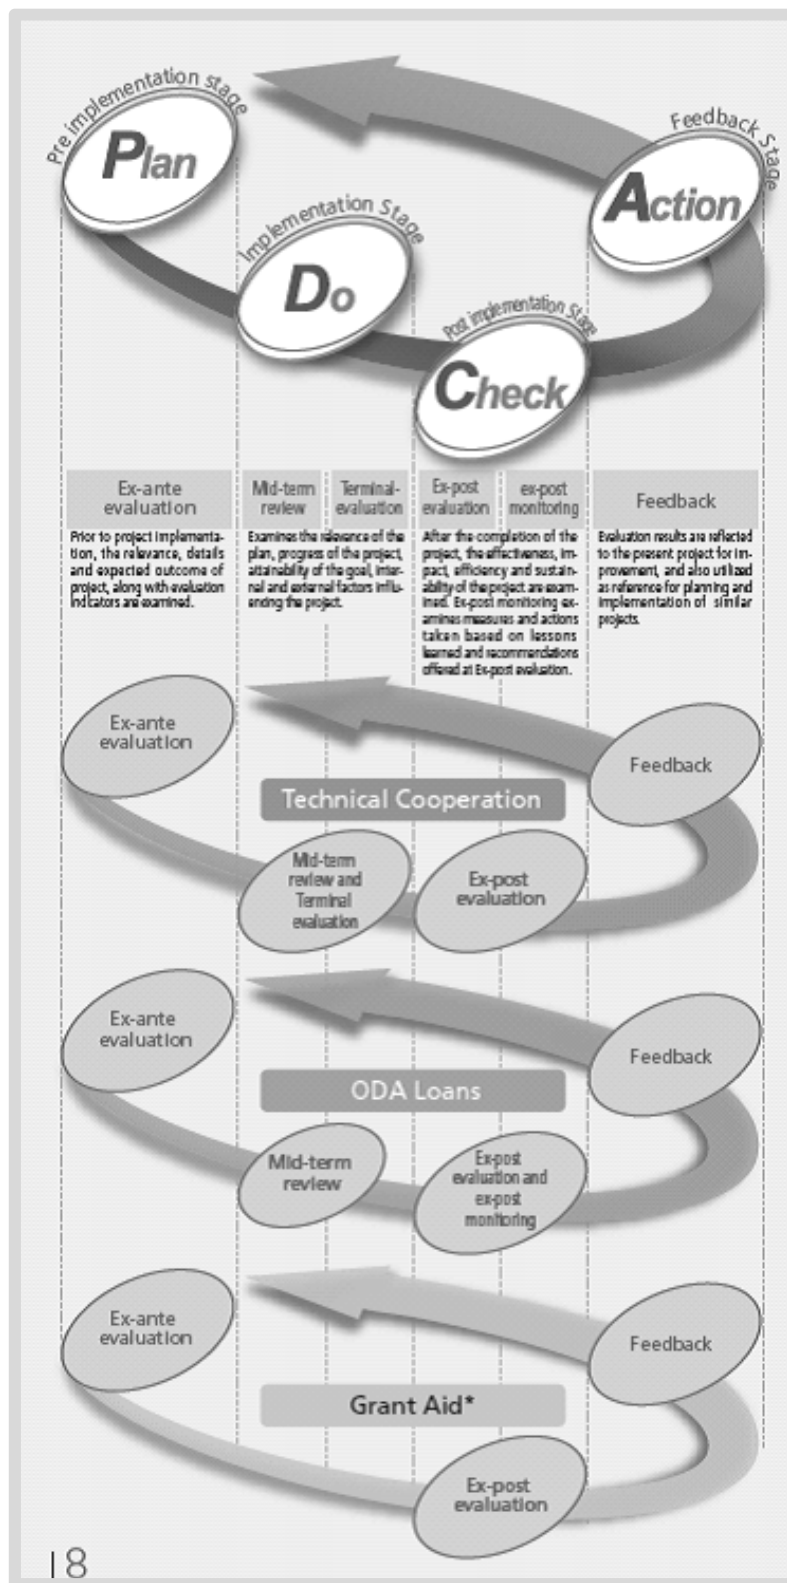 Pre implementation stage
Plan
Feedback Stage
Action
Implementation Stage
Do
Post implementation Stage
Check
Ex-ante
evaluation
Prior to project implementa-
tion, the relevance, details
and expected outcome of
project, along with evaluation
indicators are examined.
Mid-term
review
Terminal-
evaluation
Examines the relevance of the
plan, progress of the project,
attainability of the goal, inter-
nal and external factors influ-
encing the project.
Ex-post
evaluation
ex-post
monitoring
After the completion of the
project, the effectiveness, im-
pact, efficiency and sustain-
ability of the project are exam-
ined. Ex-post monitoring ex-
amines measures and actions
taken based on lessons
learned and recommendations
offered at Ex-post evaluation.
Feedback
Evaluation results are reflected
to the present project for im-
provement, and also utilized
as reference for planning and
implementation of similar
projects.
Ex-ante
evaluation
Feedback
Technical Cooperation
Mid-term
review and
Terminal
evaluation
Ex-post
evaluation
Ex-ante
evaluation
Feedback
ODA Loans
Mid-term
review
Ex-post
evaluation and
ex-post
monitoring
Ex-ante
evaluation
Feedback
Grant Aid*
Ex-post
evaluation
|8